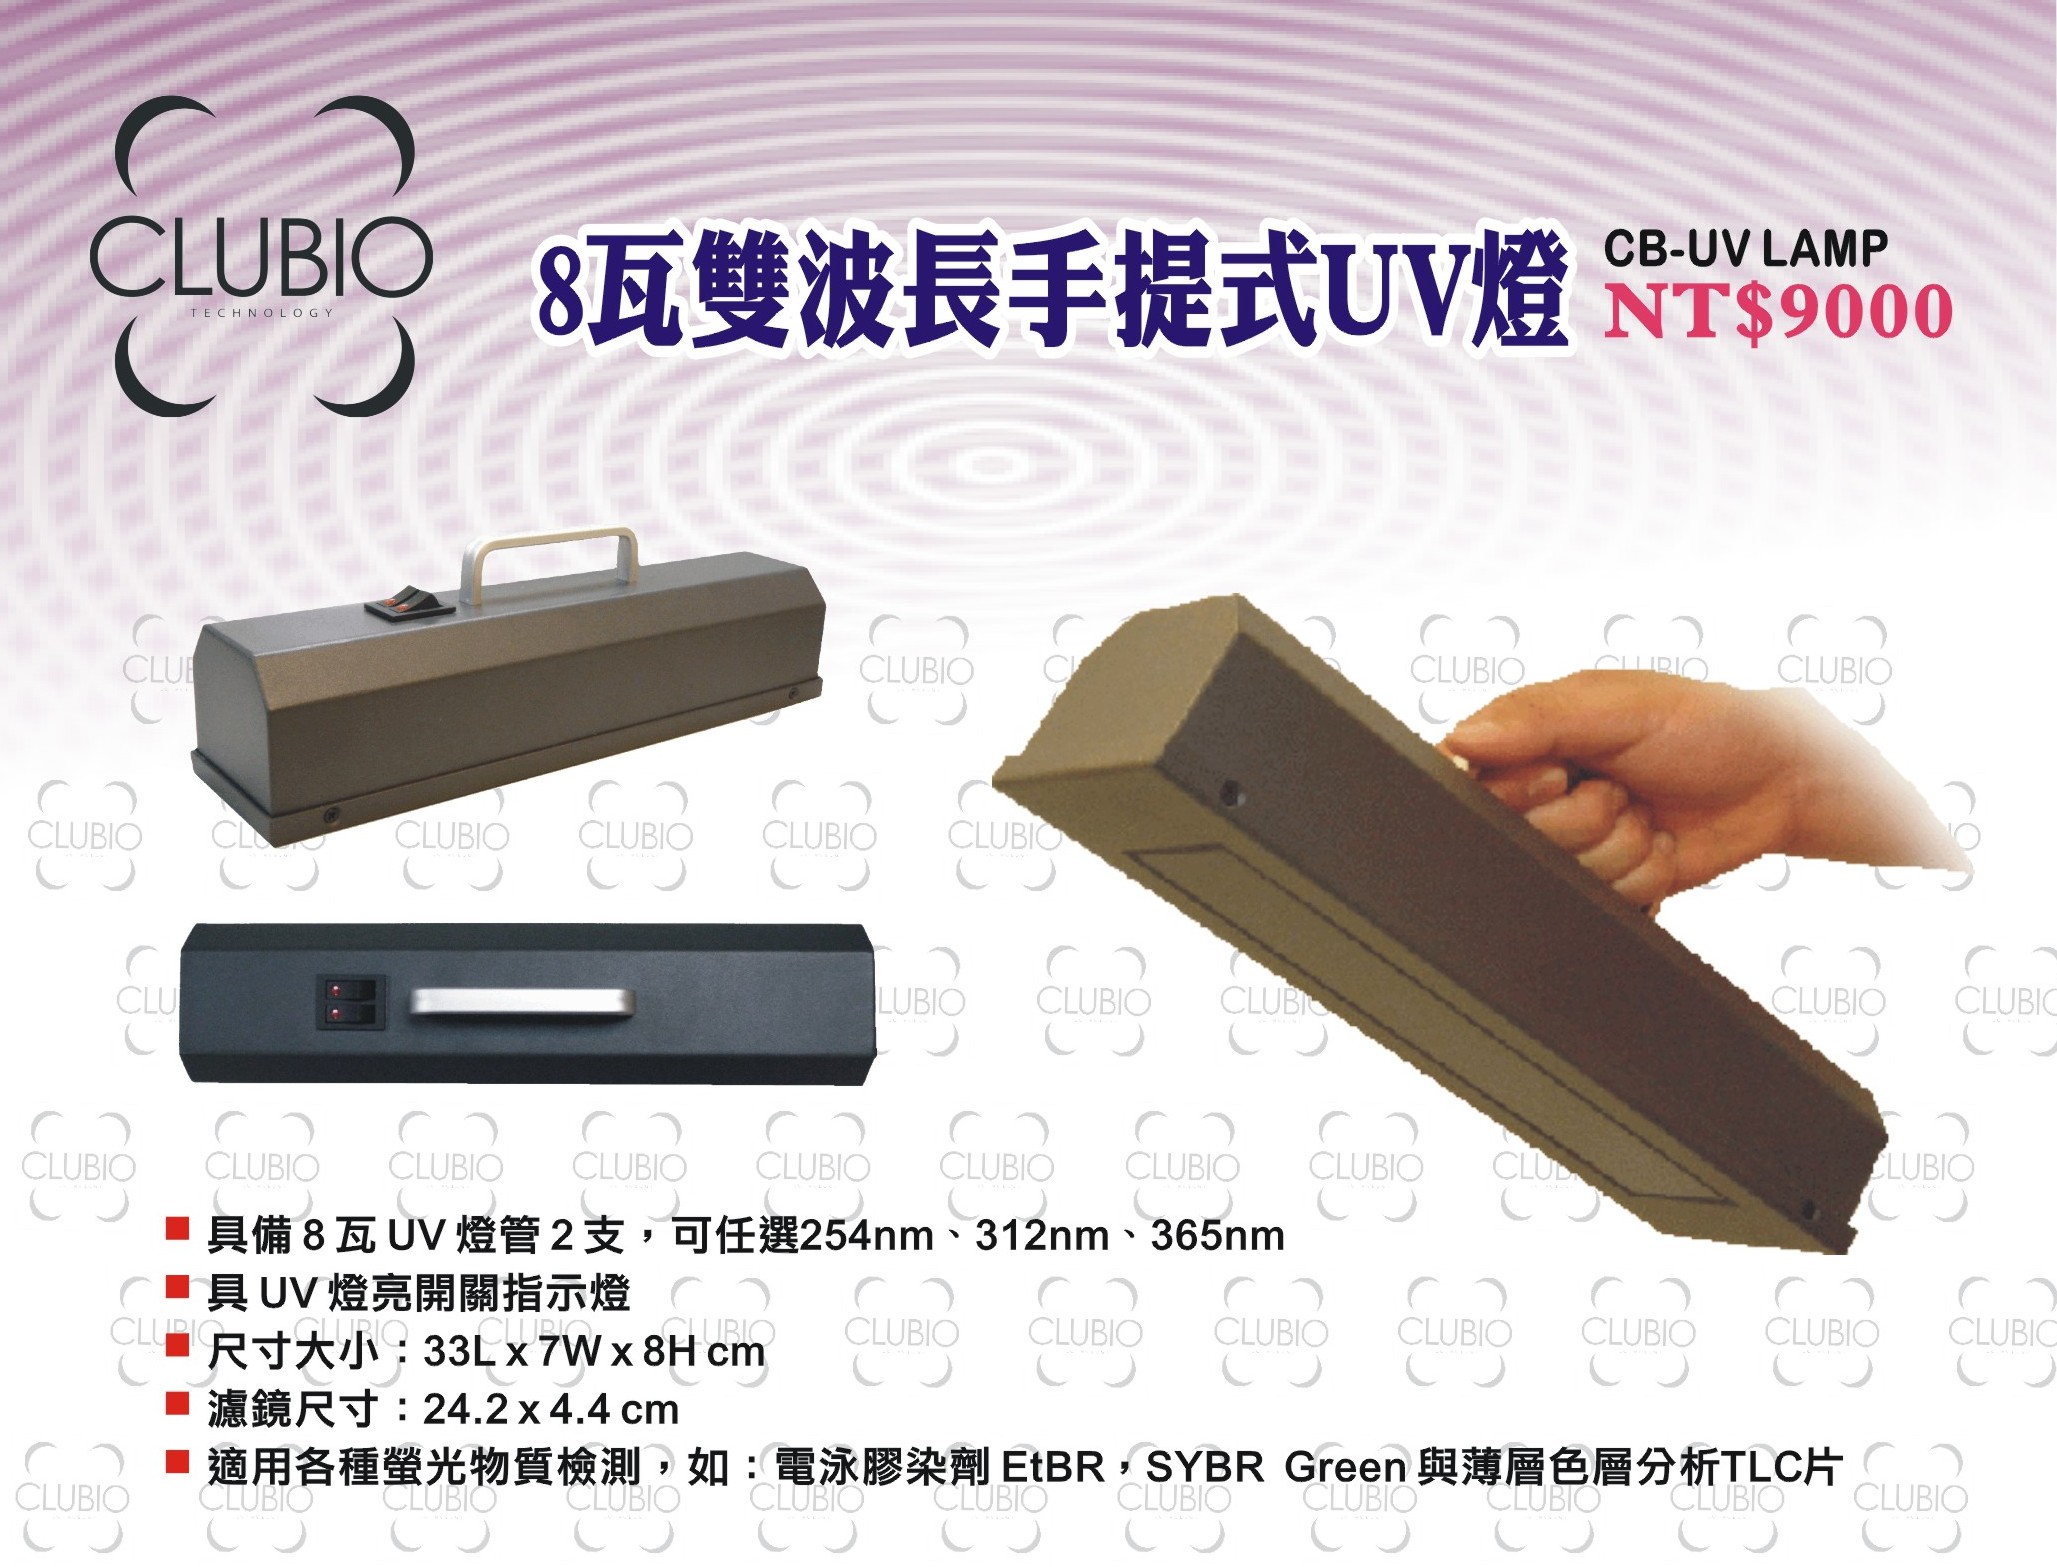 CLUBIO
TECHNOLOGY
8瓦雙波長手提式UV燈
CB-UV LAMP
NT$9000
具備8瓦UV燈管2支，可任選254nm、312nm、365nm
具UV燈亮開關指示燈
尺寸大小：33L x 7W x 8H cm
濾鏡尺寸：24.2 x 4.4 cm
適用各種螢光物質檢測，如：電泳膠染劑 EtBR，SYBR Green與薄層色層分析TLC片